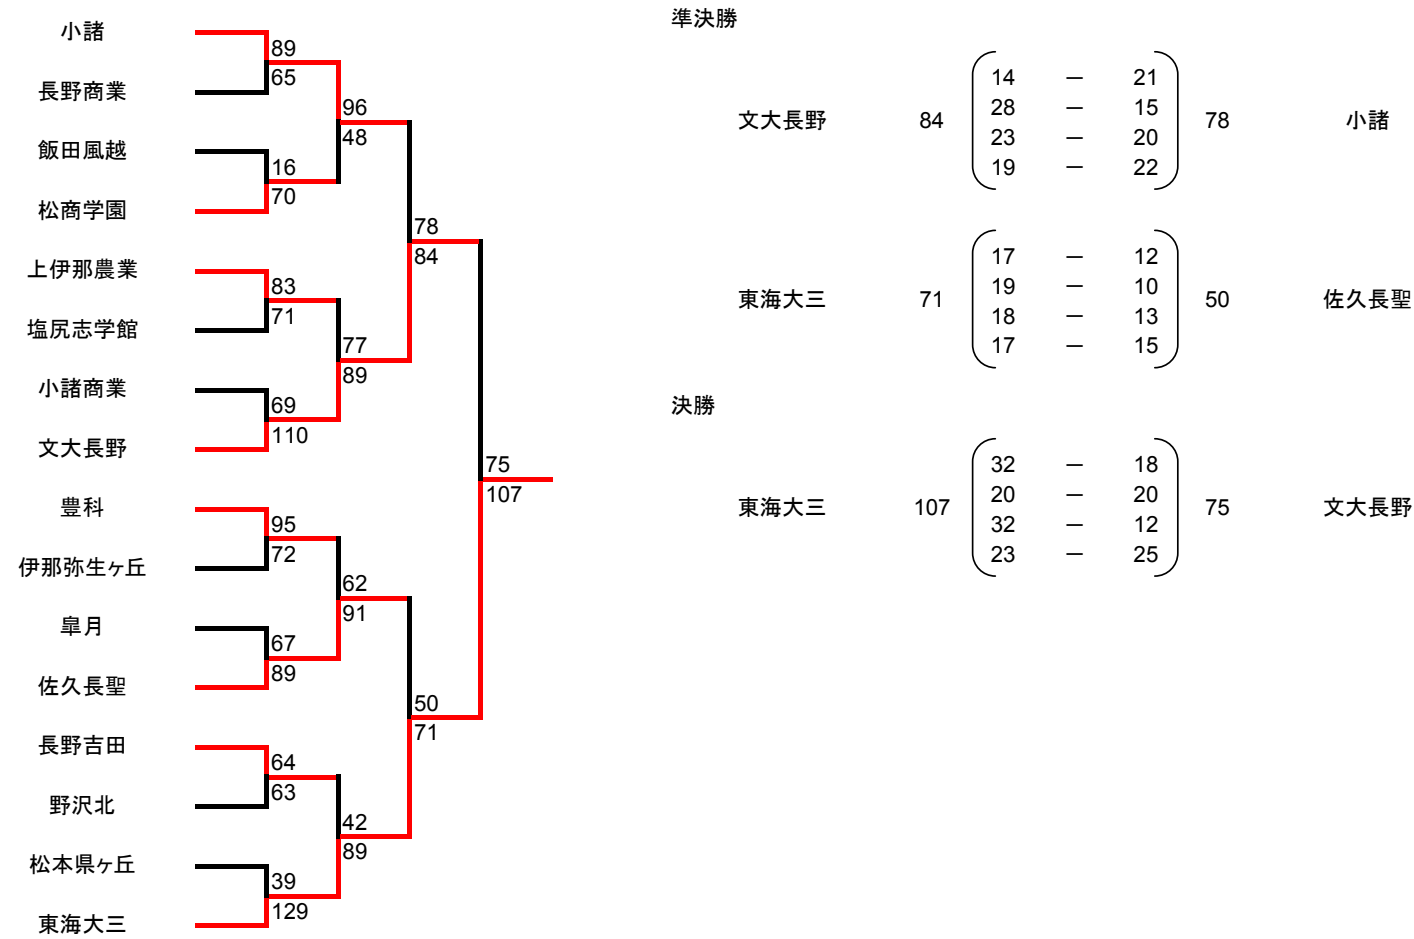 小諸
89
65
長野商業
96
48
飯田風越
16
70
松商学園
78
84
上伊那農業
83
71
塩尻志学館
77
89
小諸商業
69
110
文大長野
75
107
豊科
95
72
伊那弥生ヶ丘
62
91
皐月
67
89
佐久長聖
50
71
長野吉田
64
63
野沢北
42
89
松本県ヶ丘
39
129
東海大三
準決勝
14 － 21
28 － 15
文大長野 84 78 小諸
23 － 20
19 － 22
17 － 12
19 － 10
東海大三 71 50 佐久長聖
18 － 13
17 － 15
決勝
32 － 18
20 － 20
東海大三 107 75 文大長野
32 － 12
23 － 25